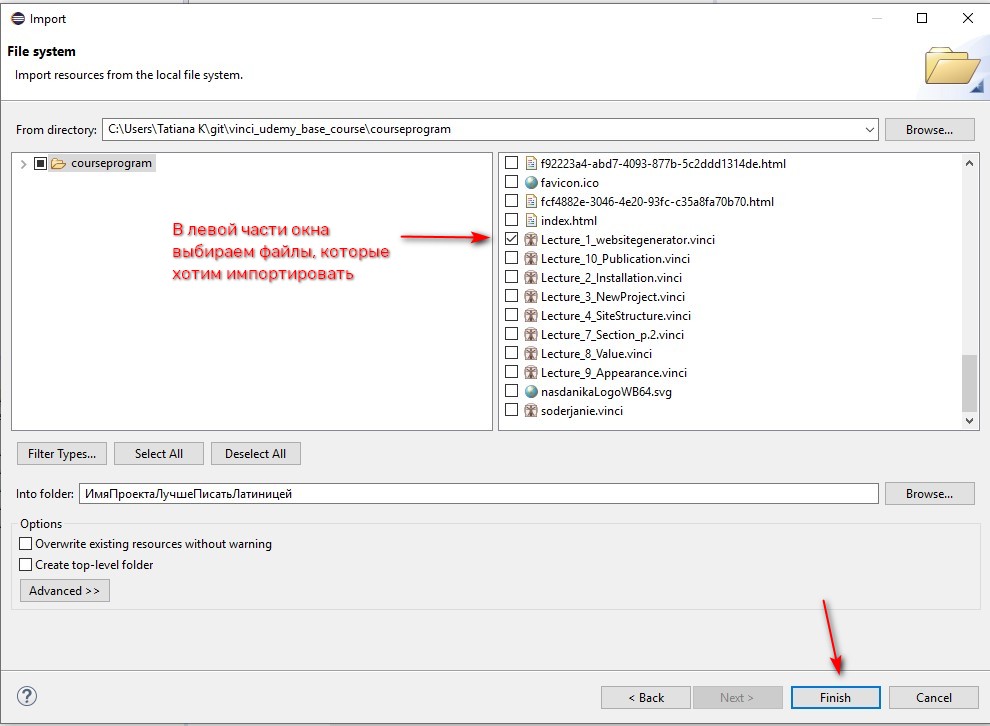 Import
File system
Import resources from the local file system.
From directory: C:\Users\Tatiana K\git\vinci_udemy_base_course\courseprogram Browse...
courseprogram
В левой части окна
выбираем файлы, которые
хотим импортировать
f92223a4-abd7-4093-877b-5c2ddd1314de.html
favicon.ico
fcf4882e-3046-4e20-93fc-c35a8fa70b70.html
index.html
Lecture_1_websitegenerator.vinci
Lecture_10_Publication.vinci
Lecture_2_Installation.vinci
Lecture_3_NewProject.vinci
Lecture_4_SiteStructure.vinci
Lecture_7_Section_p.2.vinci
Lecture_8_Value.vinci
Lecture_9_Appearance.vinci
nasdanikaLogoWB64.svg
soderjanie.vinci
Filter Types... Select All Deselect All
Into folder: ИмяПроектаЛучшеПисатьЛатиницей Browse...
Options
Overwrite existing resources without warning
Create top-level folder
Advanced >>
? < Back Next > Finish Cancel